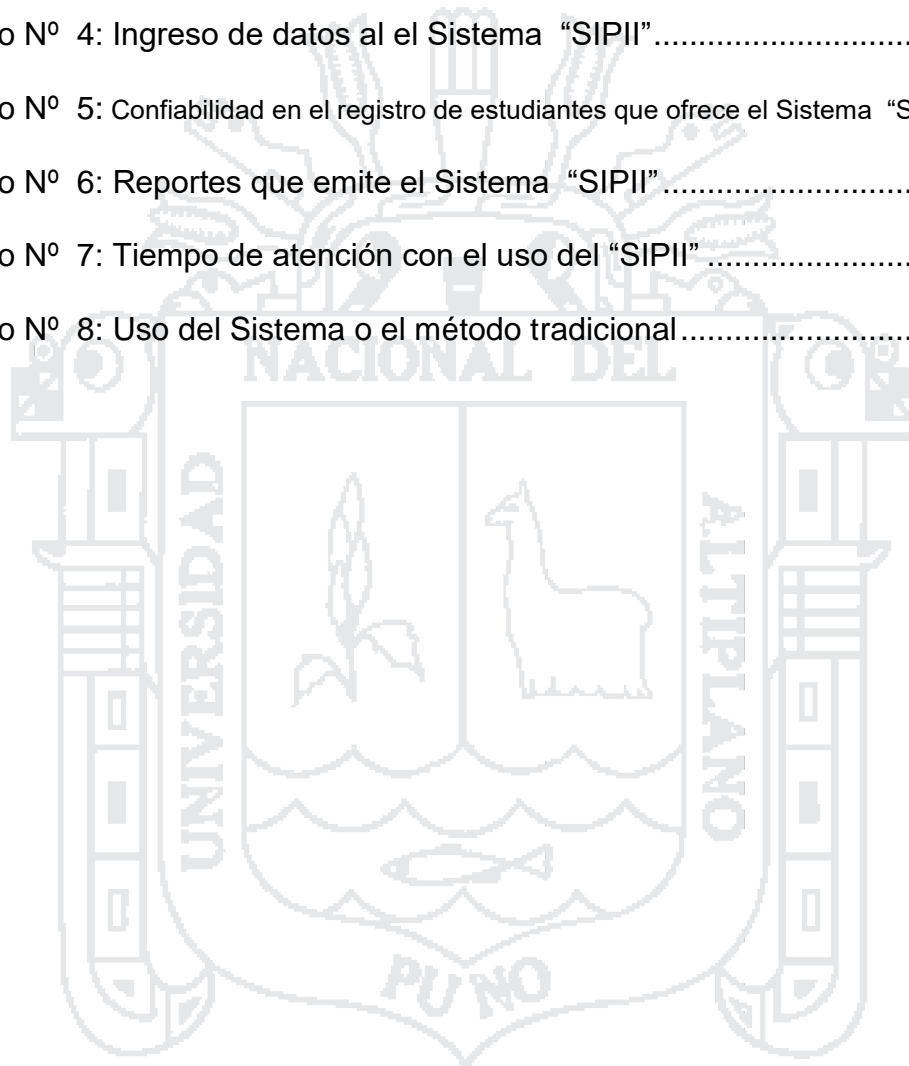 o Nº 4: Ingreso de datos al el Sistema “SIPII”............................
o Nº 5: Confiabilidad en el registro de estudiantes que ofrece el Sistema “S
o Nº 6: Reportes que emite el Sistema “SIPII”...........................
o Nº 7: Tiempo de atención con el uso del “SIPII” ......................
o Nº 8: Uso del Sistema o el método tradicional.........................
NACIONAL DEL
UNIVERSIDAD
ALTIPLANO
PUNO